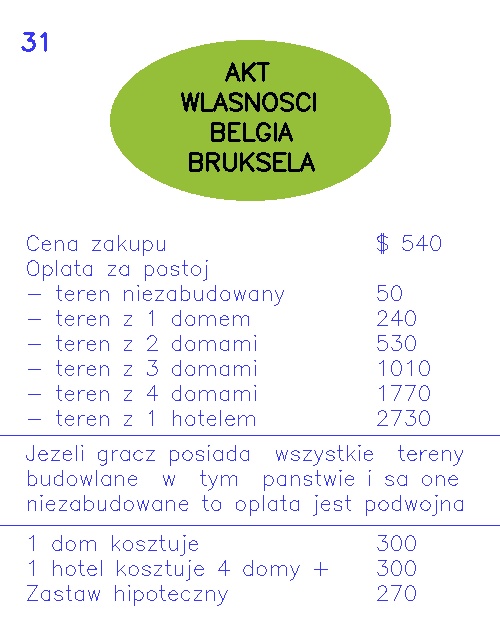 31
AKT
WLASNOSCI
BELGIA
BRUKSELA
Cena zakupu $ 540
Oplata za postoj
- teren niezabudowany 50
- teren z 1 domem 240
- teren z 2 domami 530
- teren z 3 domami 1010
- teren z 4 domami 1770
- teren z 1 hotelem 2730
Jezeli gracz posiada wszystkie tereny
budowlane w tym panstwie i sa one
niezabudowane to oplata jest podwojna
1 dom kosztuje 300
1 hotel kosztuje 4 domy + 300
Zastaw hipoteczny 270